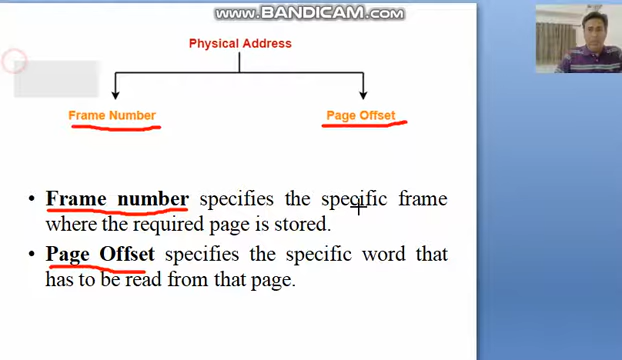 www.BANDICAM.com
Physical Address
Frame Number
Page Offset
• Frame number specifies the specific frame
where the required page is stored.
• Page Offset specifies the specific word that
has to be read from that page.